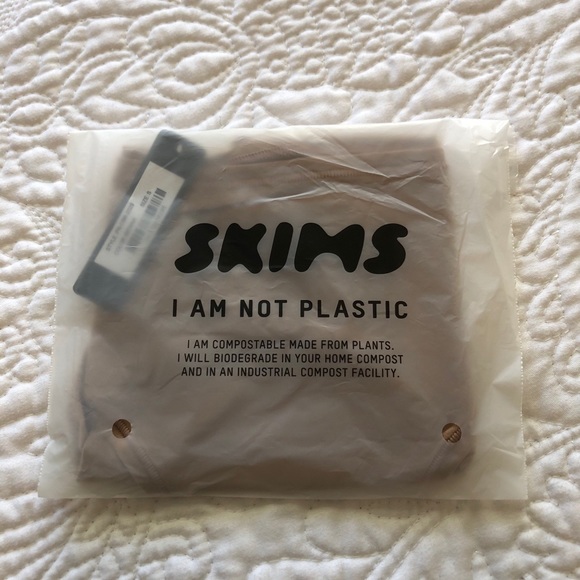 SKIMS
I AM NOT PLASTIC
I AM COMPOSTABLE MADE FROM PLANTS.
I WILL BIODEGRADE IN YOUR HOME COMPOST
AND IN AN INDUSTRIAL COMPOST FACILITY.